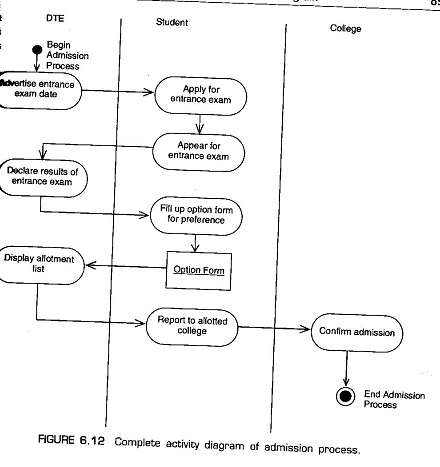 DTE
Student
College
Begin
Admission
Process
Advertise entrance
exam date
Apply for
entrance exam
Appear for
entrance exam
Declare results of
entrance exam
Fill up option form
for preference
Option Form
Display allotment
list
Report to allotted
college
Confirm admission
End Admission
Process
FIGURE 6.12 Complete activity diagram of admission process.